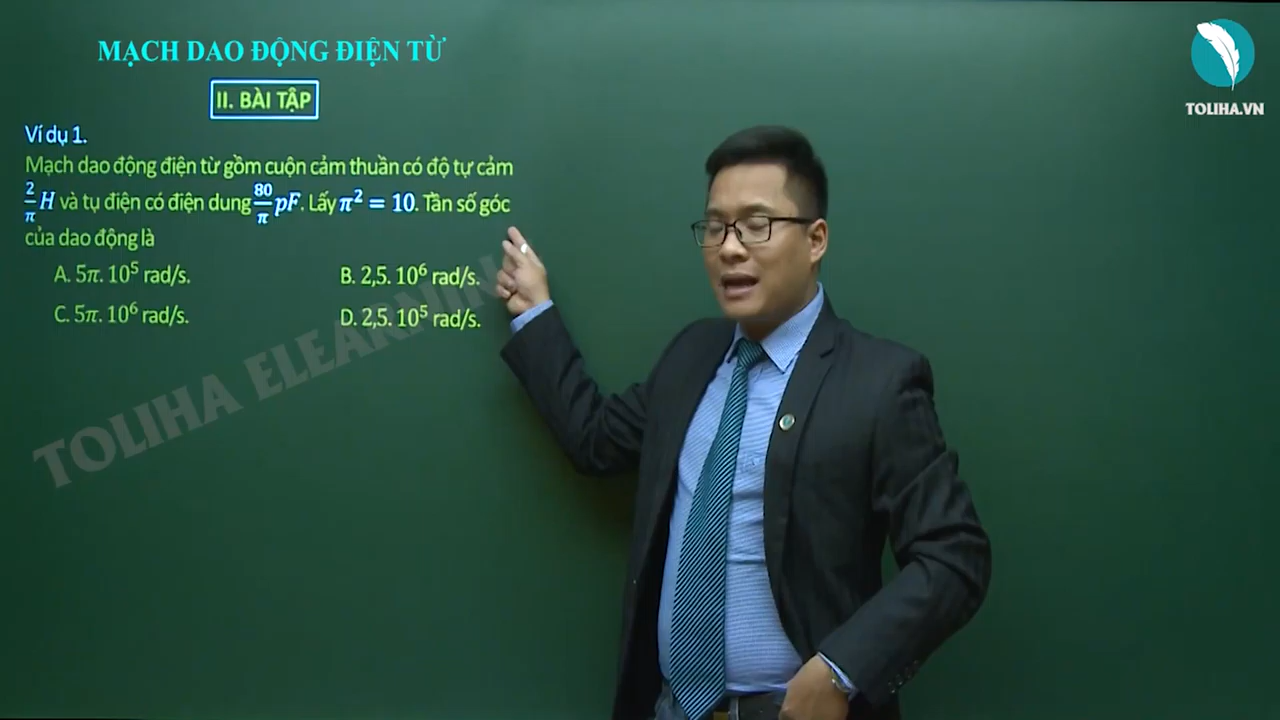 MẠCH DAO ĐỘNG ĐIỆN TỪ
II. BÀI TẬP
Ví dụ 1.
Mạch dao động điện từ gồm cuộn cảm thuần có độ tự cảm
2/π H và tụ điện có điện dung 80/π pF. Lấy π² = 10. Tần số góc
của dao động là
A. 5π. 10⁵ rad/s.
B. 2,5. 10⁶ rad/s.
C. 5π. 10⁶ rad/s.
D. 2,5. 10⁵ rad/s.
TOLIHA ELEARNIN
TOLIHA.VN